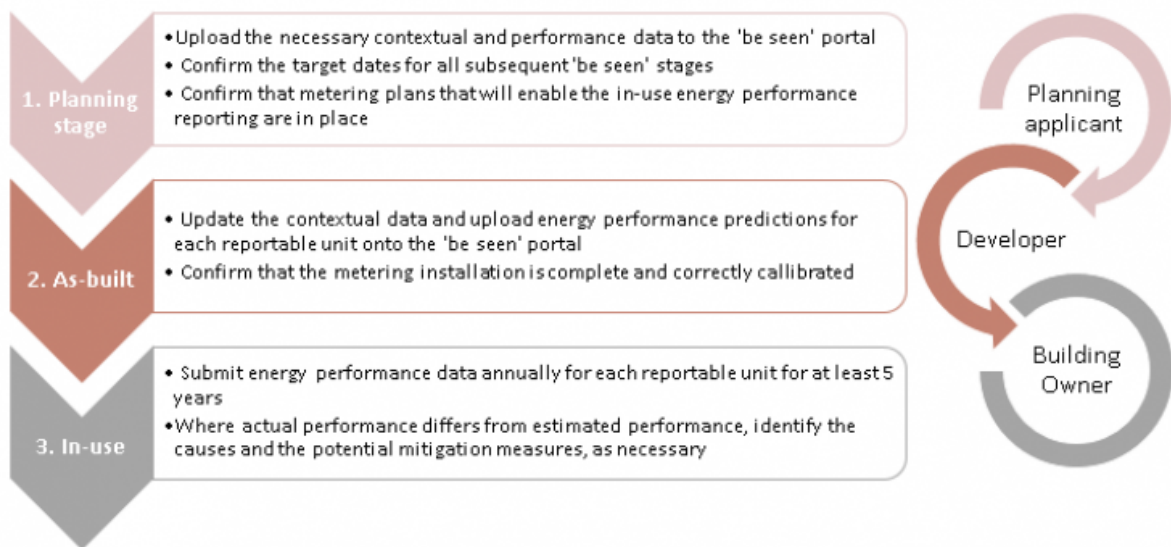 1. Planning
stage
•Upload the necessary contextual and performance data to the 'be seen' portal
• Confirm the target dates for all subsequent 'be seen' stages
• Confirm that metering plans that will enable the in-use energy performance
reporting are in place
Planning
applicant
2. As-built
• Update the contextual data and upload energy performance predictions for
each reportable unit onto the 'be seen' portal
• Confirm that the metering installation is complete and correctly callibrated
Developer
3. In-use
• Submit energy performance data annually for each reportable unit for at least 5
years
•Where actual performance differs from estimated performance, identify the
causes and the potential mitigation measures, as necessary
Building
Owner